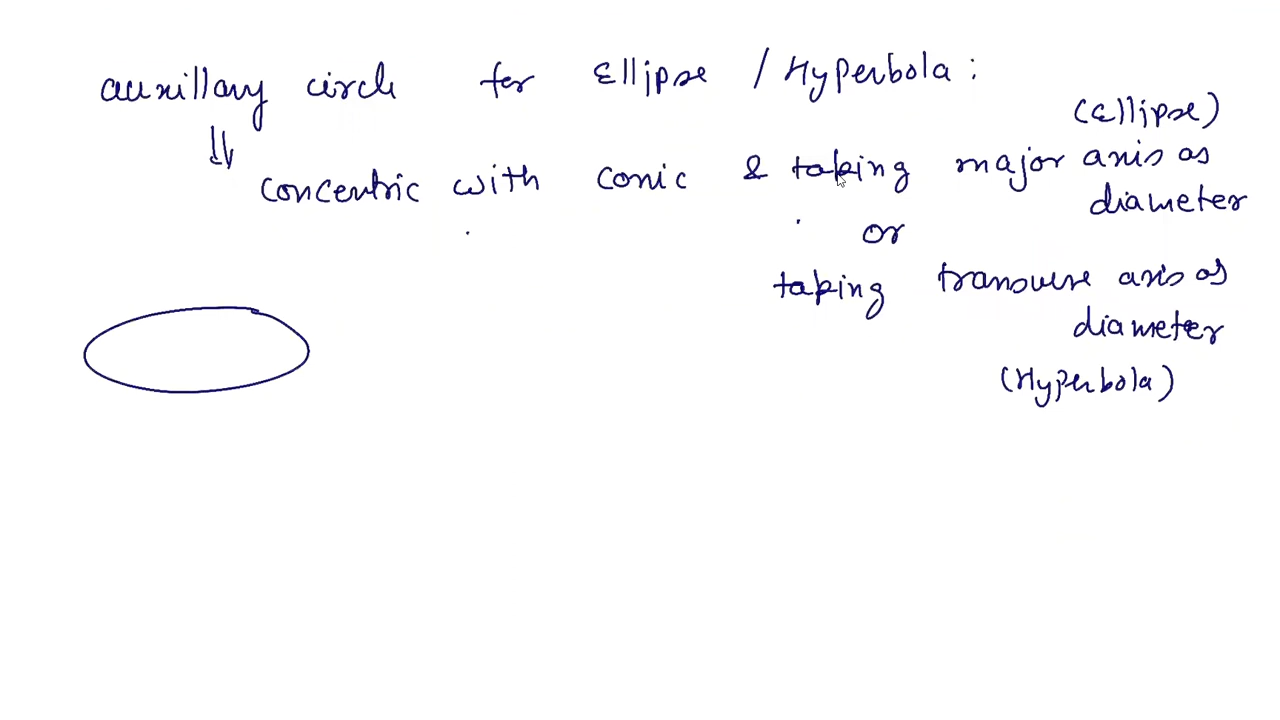 auxillary circle for Ellipse / Hyperbola :
(Ellipse)
⇓ concentric with conic & taking major axis as
diameter
or
taking transverse axis as
diameter
(Hyperbola)